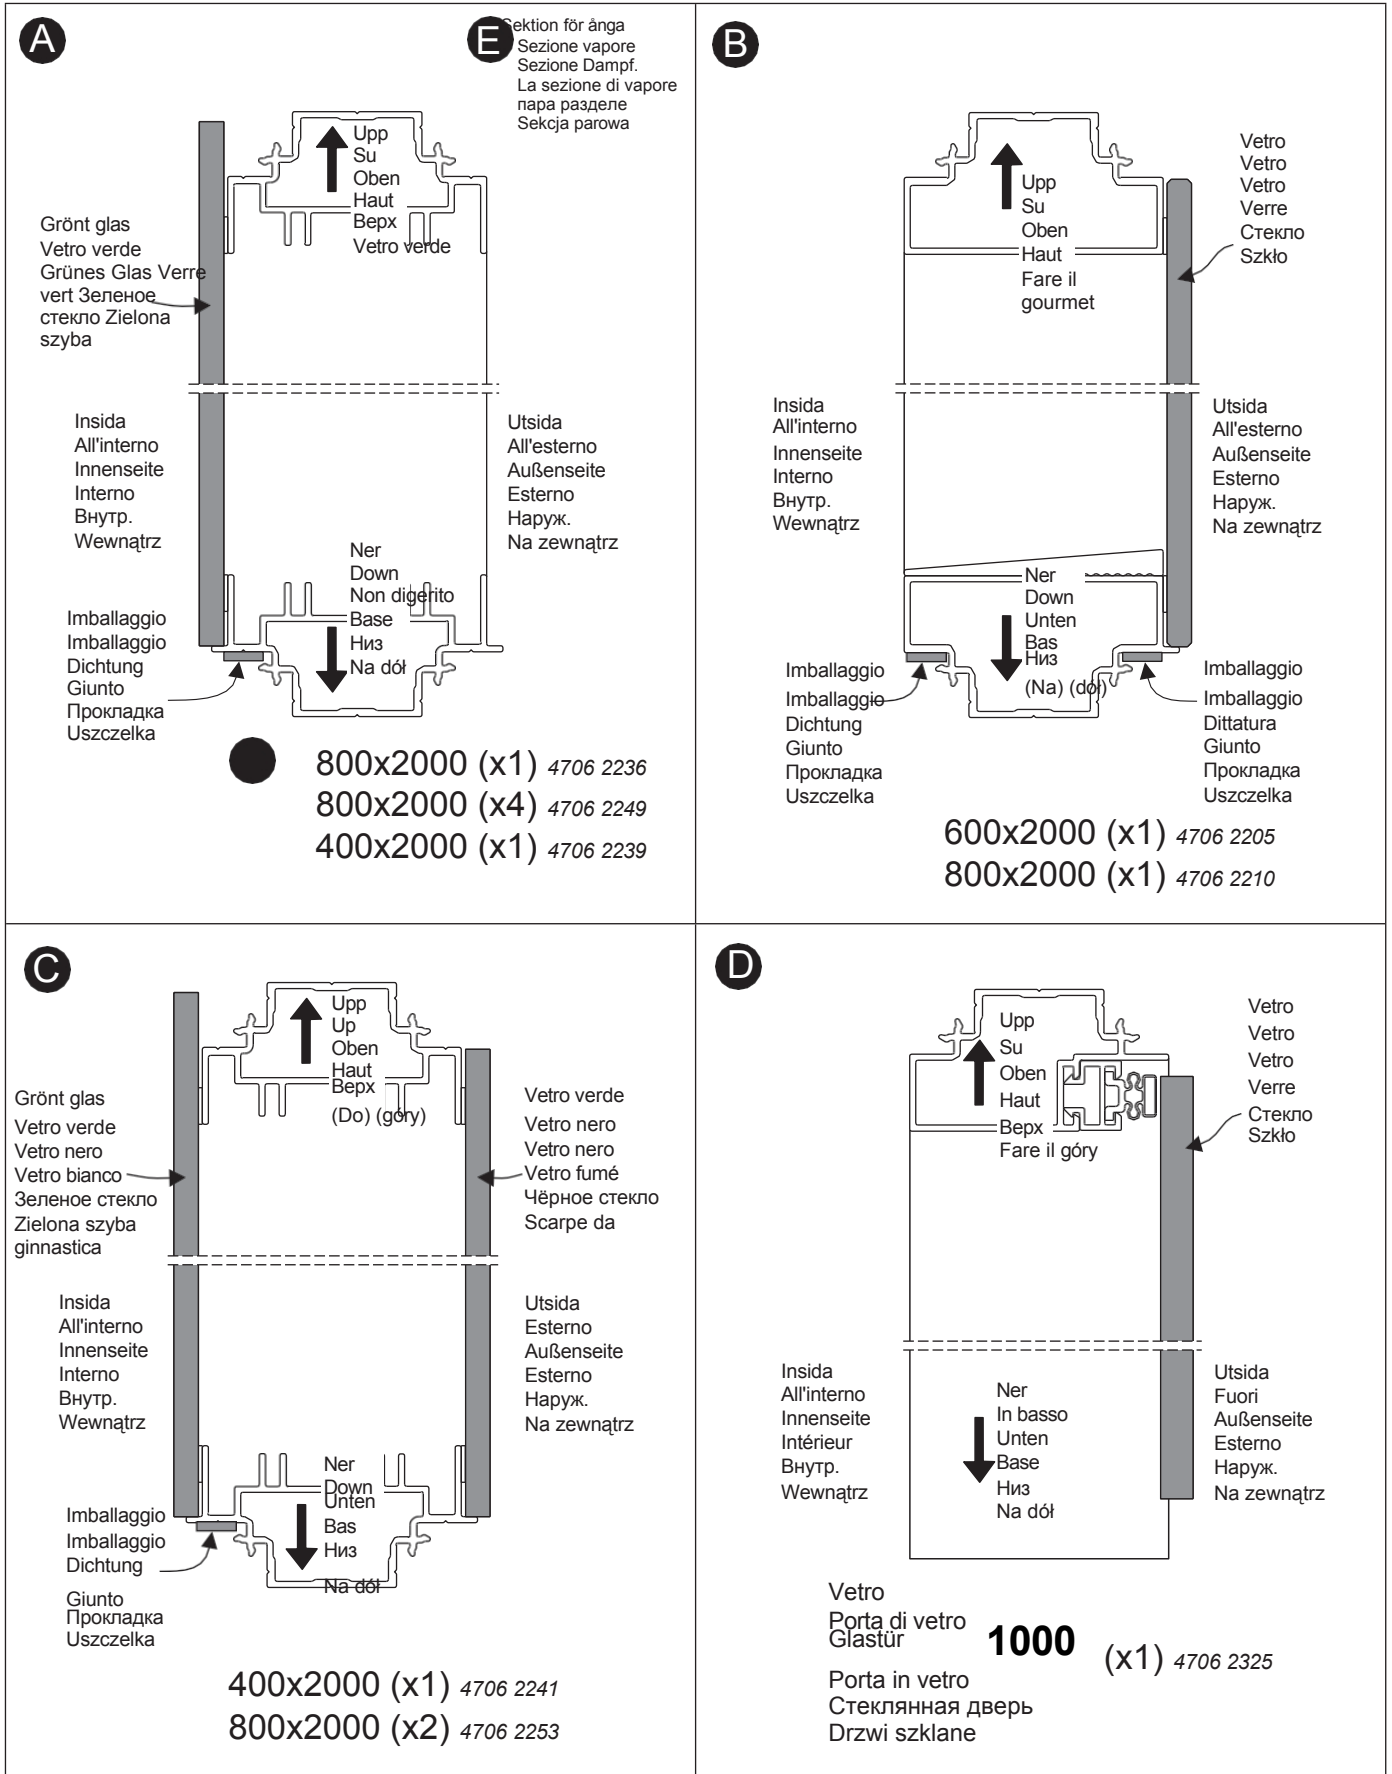 A
E
Sektion för ånga
Sezione vapore
Sezione Dampf.
La sezione di vapore
пара разделе
Sekcja parowa
Upp
Su
Oben
Haut
Верх
Vetro verde
Grönt glas
Vetro verde
Grünes Glas Verre
vert Зеленое
стекло Zielona
szyba
Insida
All'interno
Innenseite
Interno
Внутр.
Wewnątrz
Utsida
All'esterno
Außenseite
Esterno
Наруж.
Na zewnątrz
Ner
Down
Non digerito
Base
Низ
Na dół
Imballaggio
Imballaggio
Dichtung
Giunto
Прокладка
Uszczelka
800x2000 (x1) 4706 2236
800x2000 (x4) 4706 2249
400x2000 (x1) 4706 2239
B
Upp
Su
Oben
Haut
Fare il
gourmet
Vetro
Vetro
Vetro
Verre
Стекло
Szkło
Insida
All'interno
Innenseite
Interno
Внутр.
Wewnątrz
Utsida
All'esterno
Außenseite
Esterno
Наруж.
Na zewnątrz
Ner
Down
Unten
Bas
Низ
(Na) (dół)
Imballaggio
Imballaggio
Dichtung
Giunto
Прокладка
Uszczelka
Imballaggio
Imballaggio
Dittatura
Giunto
Прокладка
Uszczelka
600x2000 (x1) 4706 2205
800x2000 (x1) 4706 2210
C
Upp
Up
Oben
Haut
Верх
(Do) (góry)
Grönt glas
Vetro verde
Vetro nero
Vetro bianco
Зеленое стекло
Zielona szyba
ginnastica
Vetro verde
Vetro nero
Vetro nero
Vetro fumé
Чёрное стекло
Scarpe da
Insida
All'interno
Innenseite
Interno
Внутр.
Wewnątrz
Utsida
Esterno
Außenseite
Esterno
Наруж.
Na zewnątrz
Ner
Down
Unten
Bas
Низ
Na dół
Imballaggio
Imballaggio
Dichtung
Giunto
Прокладка
Uszczelka
400x2000 (x1) 4706 2241
800x2000 (x2) 4706 2253
D
Upp
Su
Oben
Haut
Верх
Fare il góry
Vetro
Vetro
Vetro
Verre
Стекло
Szkło
Insida
All'interno
Innenseite
Intérieur
Внутр.
Wewnątrz
Ner
In basso
Unten
Base
Низ
Na dół
Utsida
Fuori
Außenseite
Esterno
Наруж.
Na zewnątrz
Vetro
Porta di vetro
Glastür
Porta in vetro
Стеклянная дверь
Drzwi szklane
1000 (x1) 4706 2325